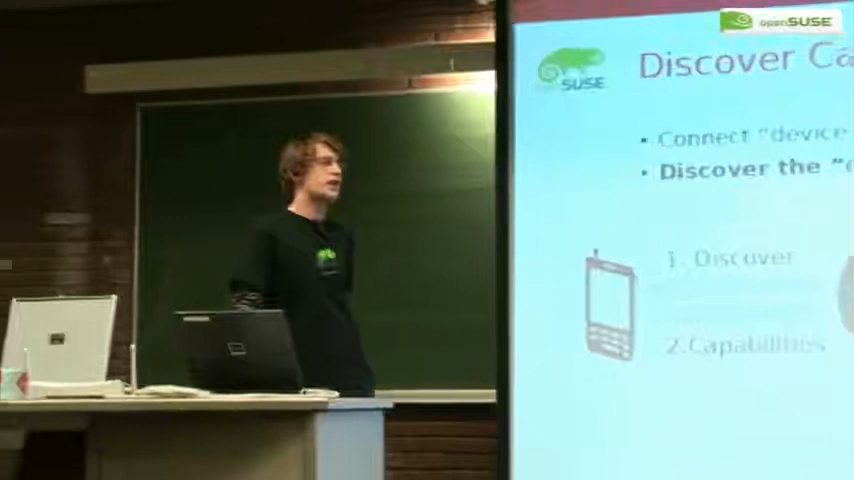 openSUSE
SUSE
Discover Ca
• Connect "device
• Discover the "
1. Discover
2.Capabilities